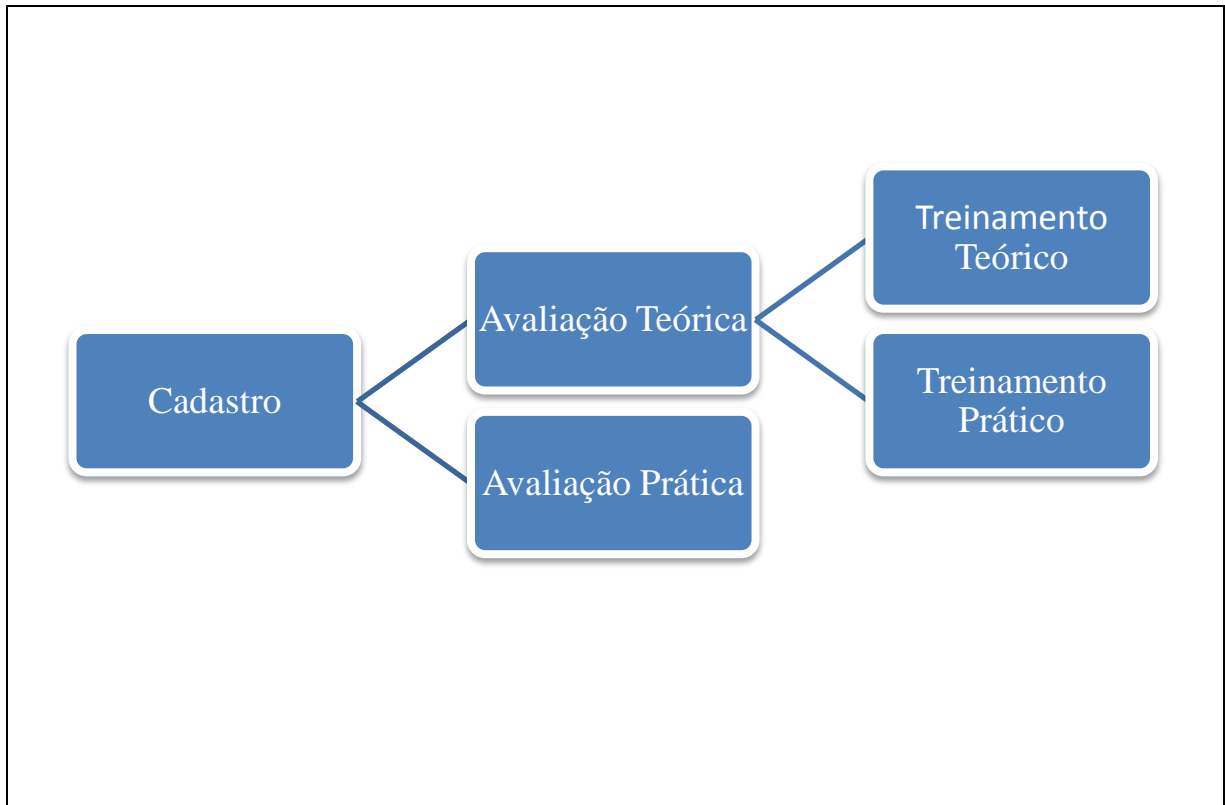 Cadastro
Avaliação Teórica
Avaliação Prática
Treinamento
Teórico
Treinamento
Prático